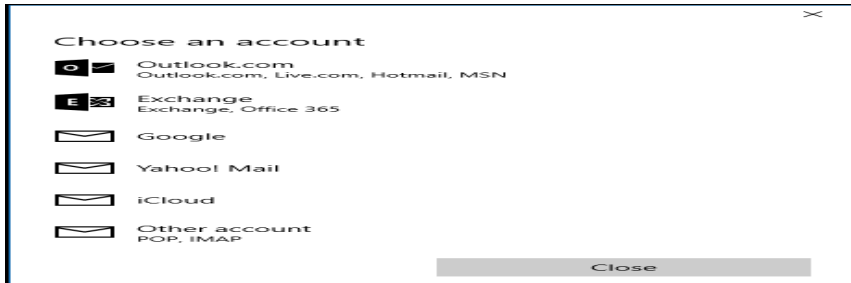 Choose an account
Outlook.com
Outlook.com, Live.com, Hotmail, MSN
Exchange
Exchange, Office 365
Google
Yahoo! Mail
iCloud
Other account
POP, IMAP
Close